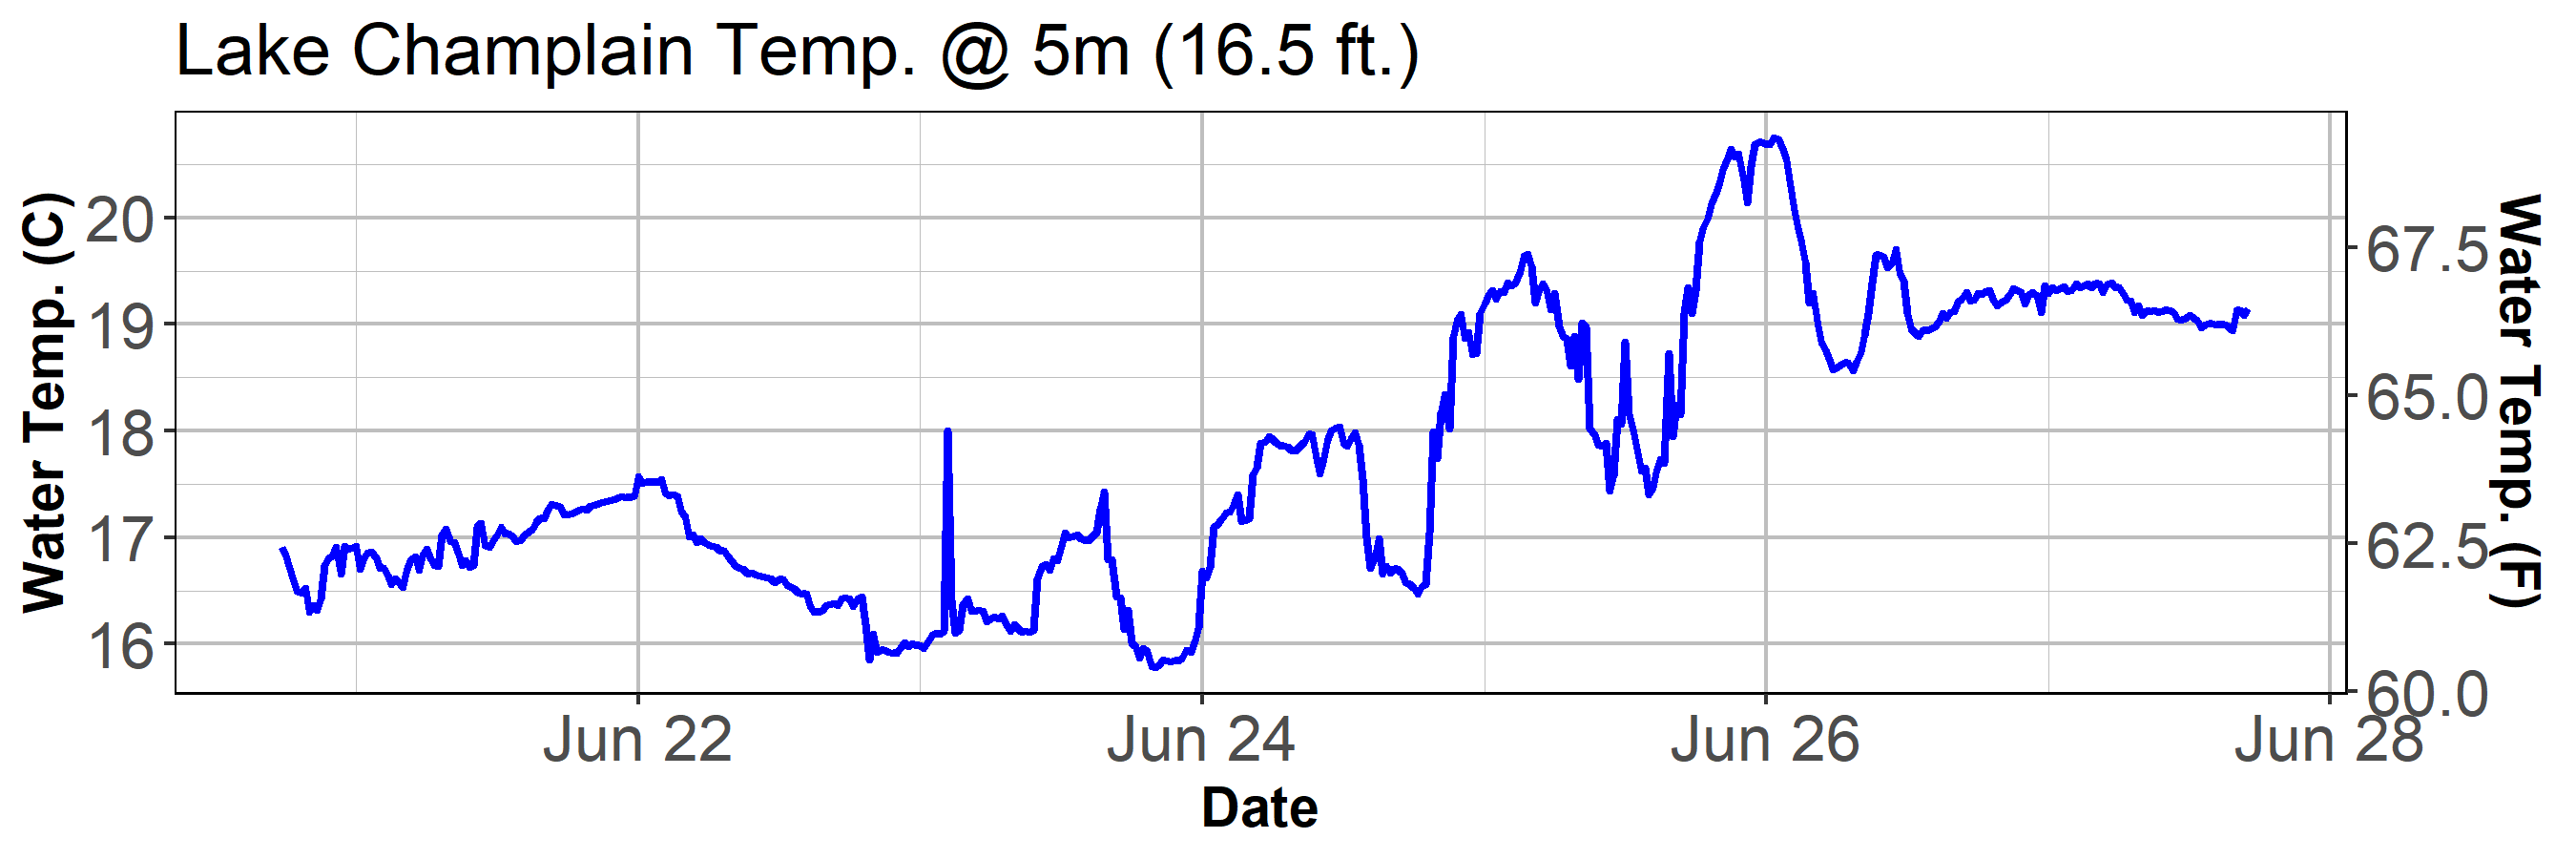 Lake Champlain Temp. @ 5m (16.5 ft.)
Water Temp. (C)
20
19
18
17
16
67.5
65.0
62.5
60.0
Water Temp. (F)
Jun 22
Jun 24
Jun 26
Jun 28
Date